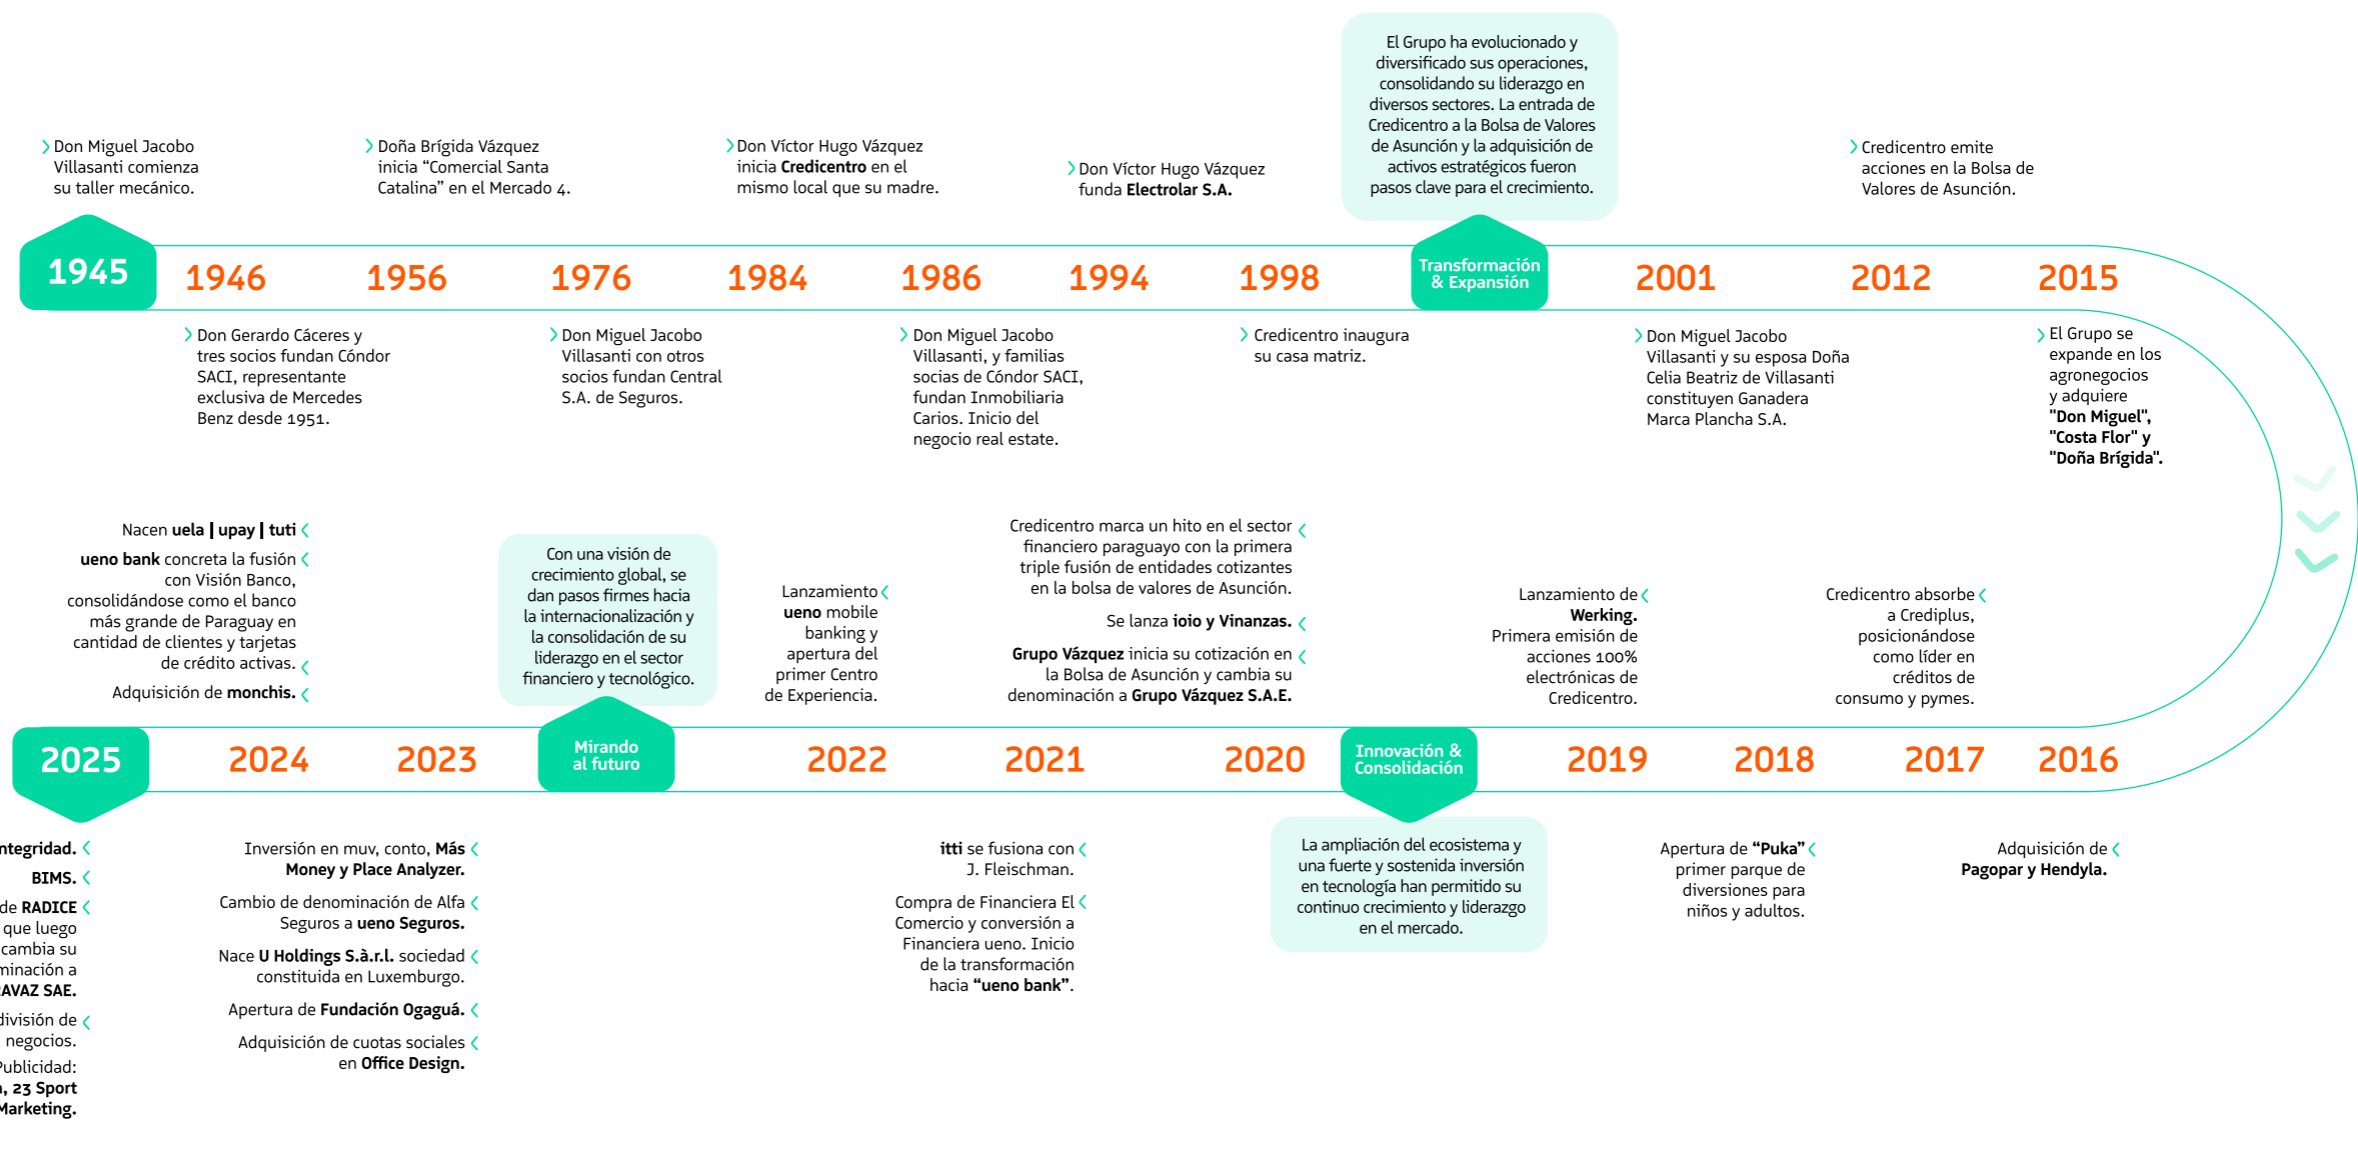 El Grupo ha evolucionado y
diversificado sus operaciones,
consolidando su liderazgo en
diversos sectores. La entrada de
Credicentro a la Bolsa de Valores
de Asunción y la adquisición de
activos estratégicos fueron
pasos clave para el crecimiento.
Don Miguel Jacobo
Villasanti comienza
su taller mecánico.
Doña Brígida Vázquez
inicia “Comercial Santa
Catalina” en el Mercado 4.
Don Víctor Hugo Vázquez
inicia Credicentro en el
mismo local que su madre.
Don Víctor Hugo Vázquez
funda Electrolar S.A.
Credicentro emite
acciones en la Bolsa de
Valores de Asunción.
1945
1946
1956
1976
1984
1986
1994
1998
Transformación
& Expansión
2001
2012
2015
Don Gerardo Cáceres y
tres socios fundan Cóndor
SACI, representante
exclusiva de Mercedes
Benz desde 1951.
Don Miguel Jacobo
Villasanti con otros
socios fundan Central
S.A. de Seguros.
Don Miguel Jacobo
Villasanti, y familias
socias de Cóndor SACI,
fundan Inmobiliaria
Carios. Inicio del
negocio real estate.
Credicentro inaugura
su casa matriz.
Don Miguel Jacobo
Villasanti y su esposa Doña
Celia Beatriz de Villasanti
constituyen Ganadera
Marca Plancha S.A.
El Grupo se
expande en los
agronegocios
y adquiere
"Don Miguel",
"Costa Flor" y
"Doña Brígida".
Nacen uela | upay | tuti
ueno bank concreta la fusión
con Visión Banco,
consolidándose como el banco
más grande de Paraguay en
cantidad de clientes y tarjetas
de crédito activas.
Adquisición de monchis.
Con una visión de
crecimiento global, se
dan pasos firmes hacia
la internacionalización y
la consolidación de su
liderazgo en el sector
financiero y tecnológico.
Lanzamiento
ueno mobile
banking y
apertura del
primer Centro
de Experiencia.
Credicentro marca un hito en el sector
financiero paraguayo con la primera
triple fusión de entidades cotizantes
en la bolsa de valores de Asunción.
Se lanza ioio y Vinanzas.
Grupo Vázquez inicia su cotización en
la Bolsa de Asunción y cambia su
denominación a Grupo Vázquez S.A.E.
Lanzamiento de
Werking.
Primera emisión de
acciones 100%
electrónicas de
Credicentro.
Credicentro absorbe
a Crediplus,
posicionándose
como líder en
créditos de
consumo y pymes.
2025
2024
2023
Mirando
al futuro
2022
2021
2020
Innovación &
Consolidación
2019
2018
2017
2016
ntegridad.
BIMS.
de RADICE
que luego
cambia su
minación a
AVAZ SAE.
división de
negocios.
Publicidad:
, 23 Sport
Marketing.
Inversión en muv, conto, Más
Money y Place Analyzer.
Cambio de denominación de Alfa
Seguros a ueno Seguros.
Nace U Holdings S.à.r.l. sociedad
constituida en Luxemburgo.
Apertura de Fundación Ogaguá.
Adquisición de cuotas sociales
en Office Design.
itti se fusiona con
J. Fleischman.
Compra de Financiera El
Comercio y conversión a
Financiera ueno. Inicio
de la transformación
hacia “ueno bank”.
La ampliación del ecosistema y
una fuerte y sostenida inversión
en tecnología han permitido su
continuo crecimiento y liderazgo
en el mercado.
Apertura de “Puka”
primer parque de
diversiones para
niños y adultos.
Adquisición de
Pagopar y Hendyla.